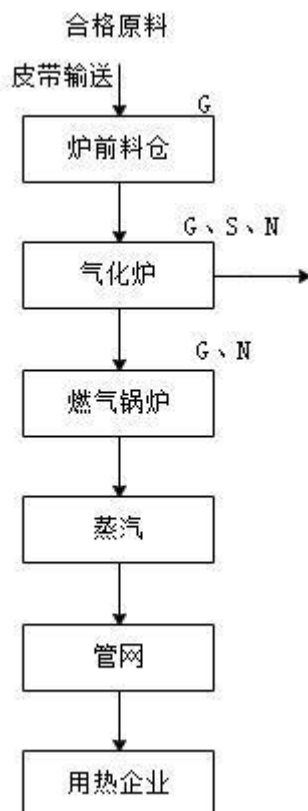 合格原料
皮带输送
G
炉前料仓
G、S、N
气化炉
G、N
燃气锅炉
蒸汽
管网
用热企业